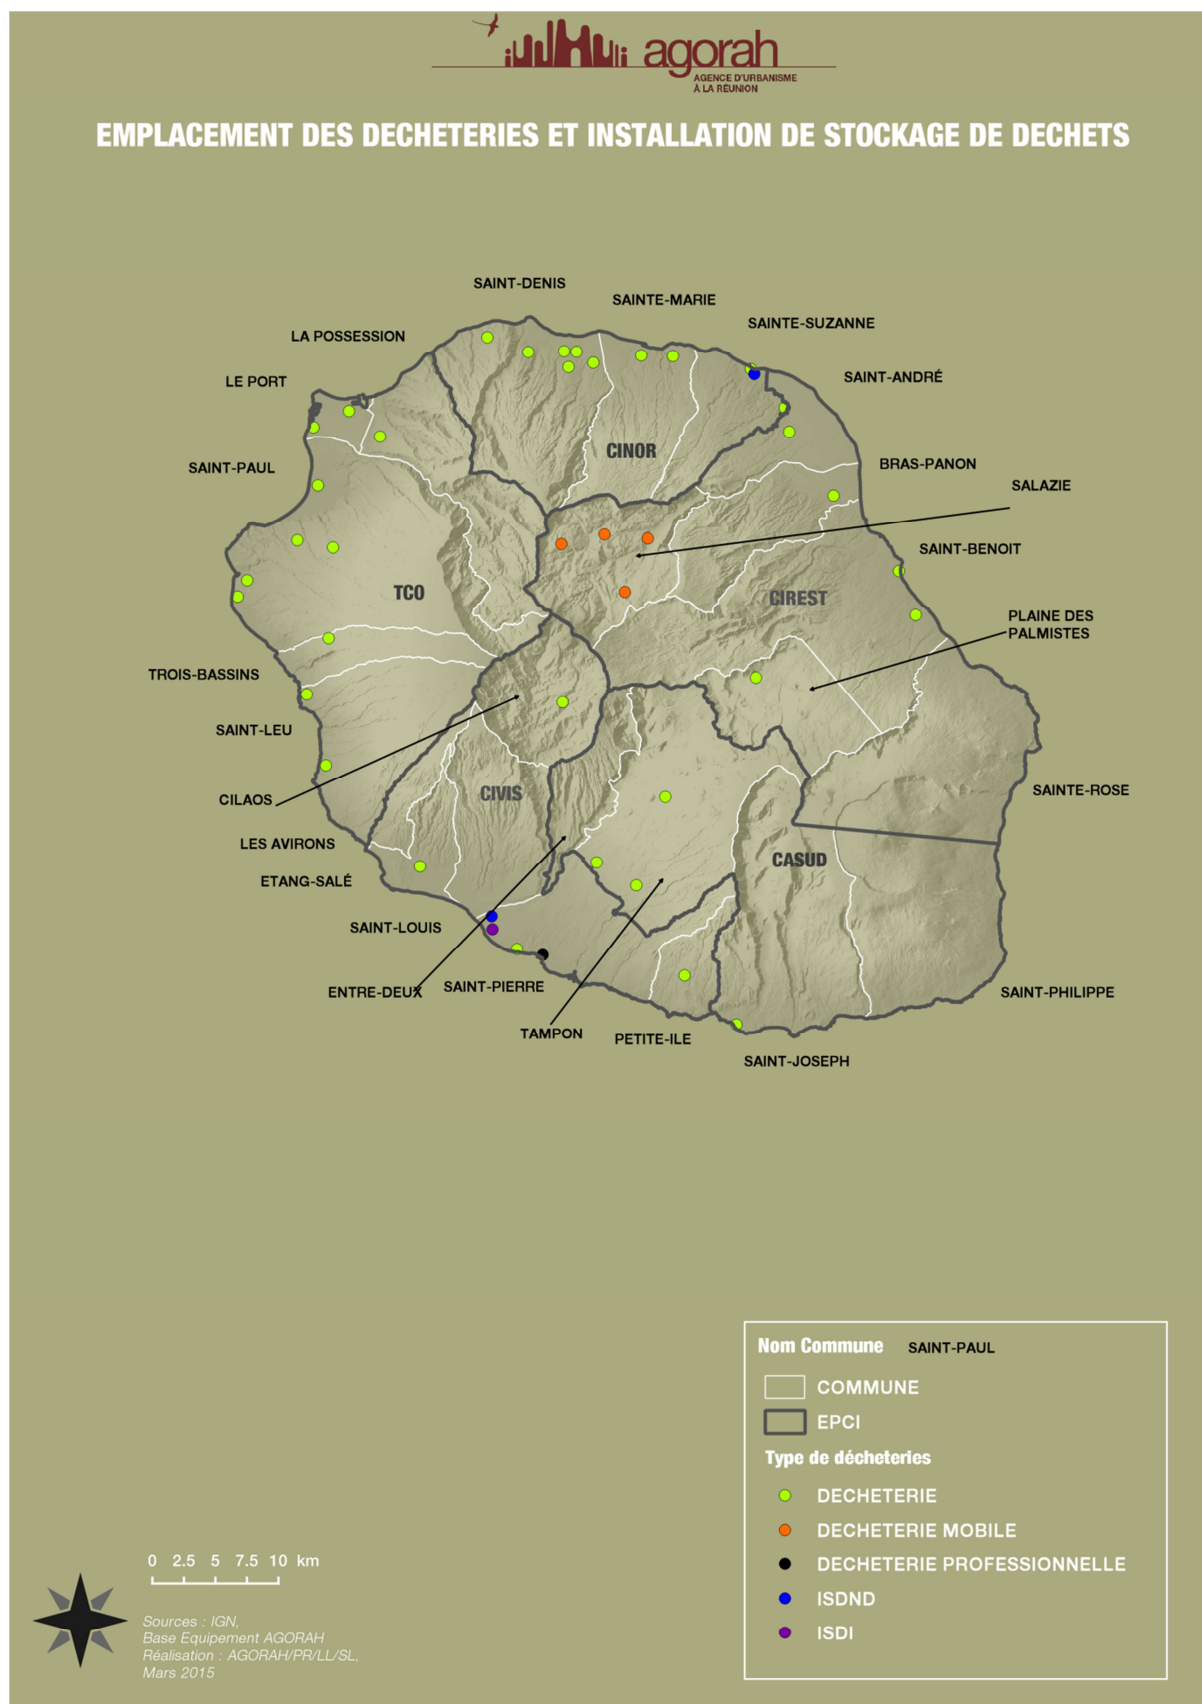 agorah
AGENCE D'URBANISME
À LA RÉUNION
EMPLACEMENT DES DECHETERIES ET INSTALLATION DE STOCKAGE DE DECHETS
SAINT-DENIS
SAINTE-MARIE
SAINTE-SUZANNE
LA POSSESSION
SAINT-ANDRÉ
LE PORT
CINOR
BRAS-PANON
SAINT-PAUL
SALAZIE
SAINT-BENOIT
TCO
CIREST
PLAINE DES
PALMISTES
TROIS-BASSINS
SAINT-LEU
CILAOS
CIVIS
SAINTE-ROSE
LES AVIRONS
CASUD
ETANG-SALÉ
SAINT-LOUIS
ENTRE-DEUX
SAINT-PIERRE
SAINT-PHILIPPE
TAMPON
PETITE-ILE
SAINT-JOSEPH
Nom Commune SAINT-PAUL
COMMUNE
EPCI
Type de décheteries
DECHETERIE
DECHETERIE MOBILE
DECHETERIE PROFESSIONNELLE
ISDND
ISDI
0 2.5 5 7.5 10 km
Sources : IGN,
Base Equipement AGORAH
Réalisation : AGORAH/PR/LL/SL,
Mars 2015